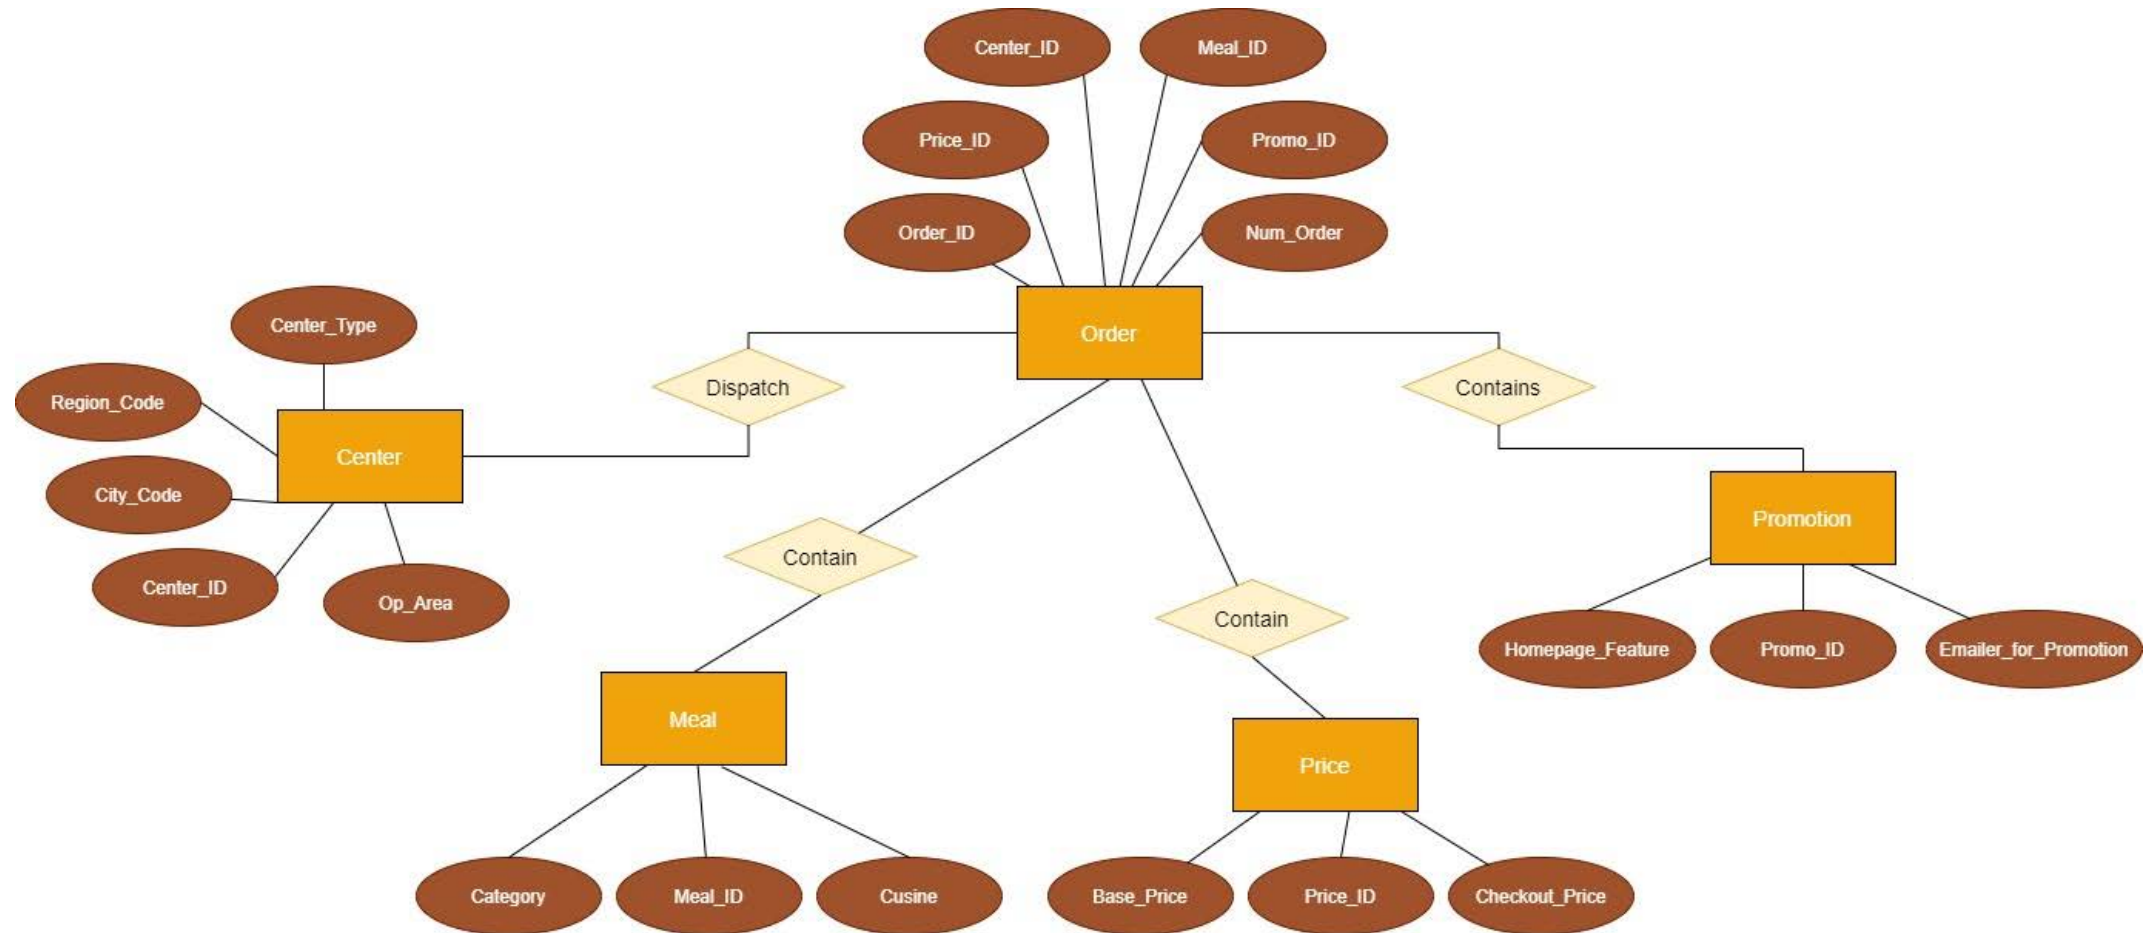 Center_ID
Meal_ID
Price_ID
Promo_ID
Order_ID
Num_Order
Order
Center_Type
Region_Code
Dispatch
Contains
Center
City_Code
Promotion
Contain
Center_ID
Op_Area
Contain
Homepage_Feature
Promo_ID
Emailer_for_Promotion
Meal
Price
Category
Meal_ID
Cusine
Base_Price
Price_ID
Checkout_Price